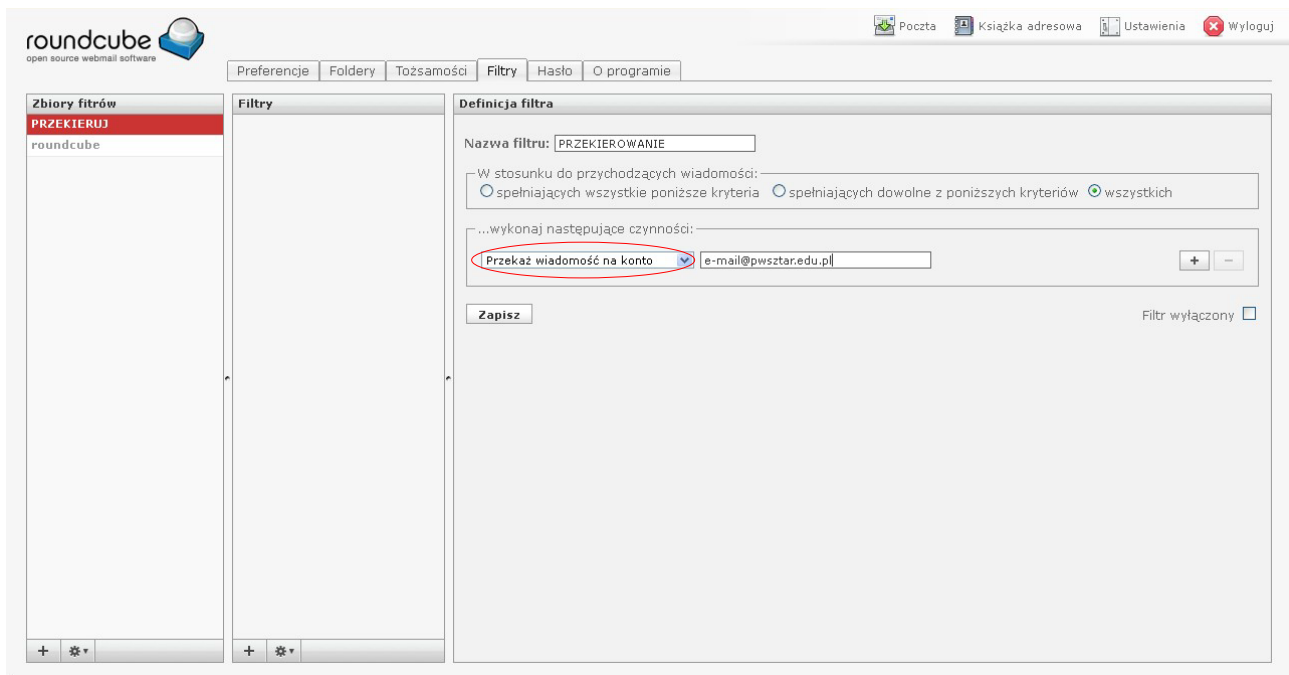 roundcube
open source webmail software
Poczta Książka adresowa Ustawienia Wyloguj
Preferencje Foldery Tożsamości Filtry Hasło O programie
Zbiory fitrów
PRZEKIERUJ
roundcube
Filtry
Definicja filtra
Nazwa filtru: PRZEKIEROWANIE
W stosunku do przychodzących wiadomości:
spełniających wszystkie poniższe kryteria spełniających dowolne z poniższych kryteriów wszystkich
...wykonaj następujące czynności:
Przekaż wiadomość na konto e-mail@pwsztar.edu.pl
+ −
Zapisz Filtr wyłączony
+ +